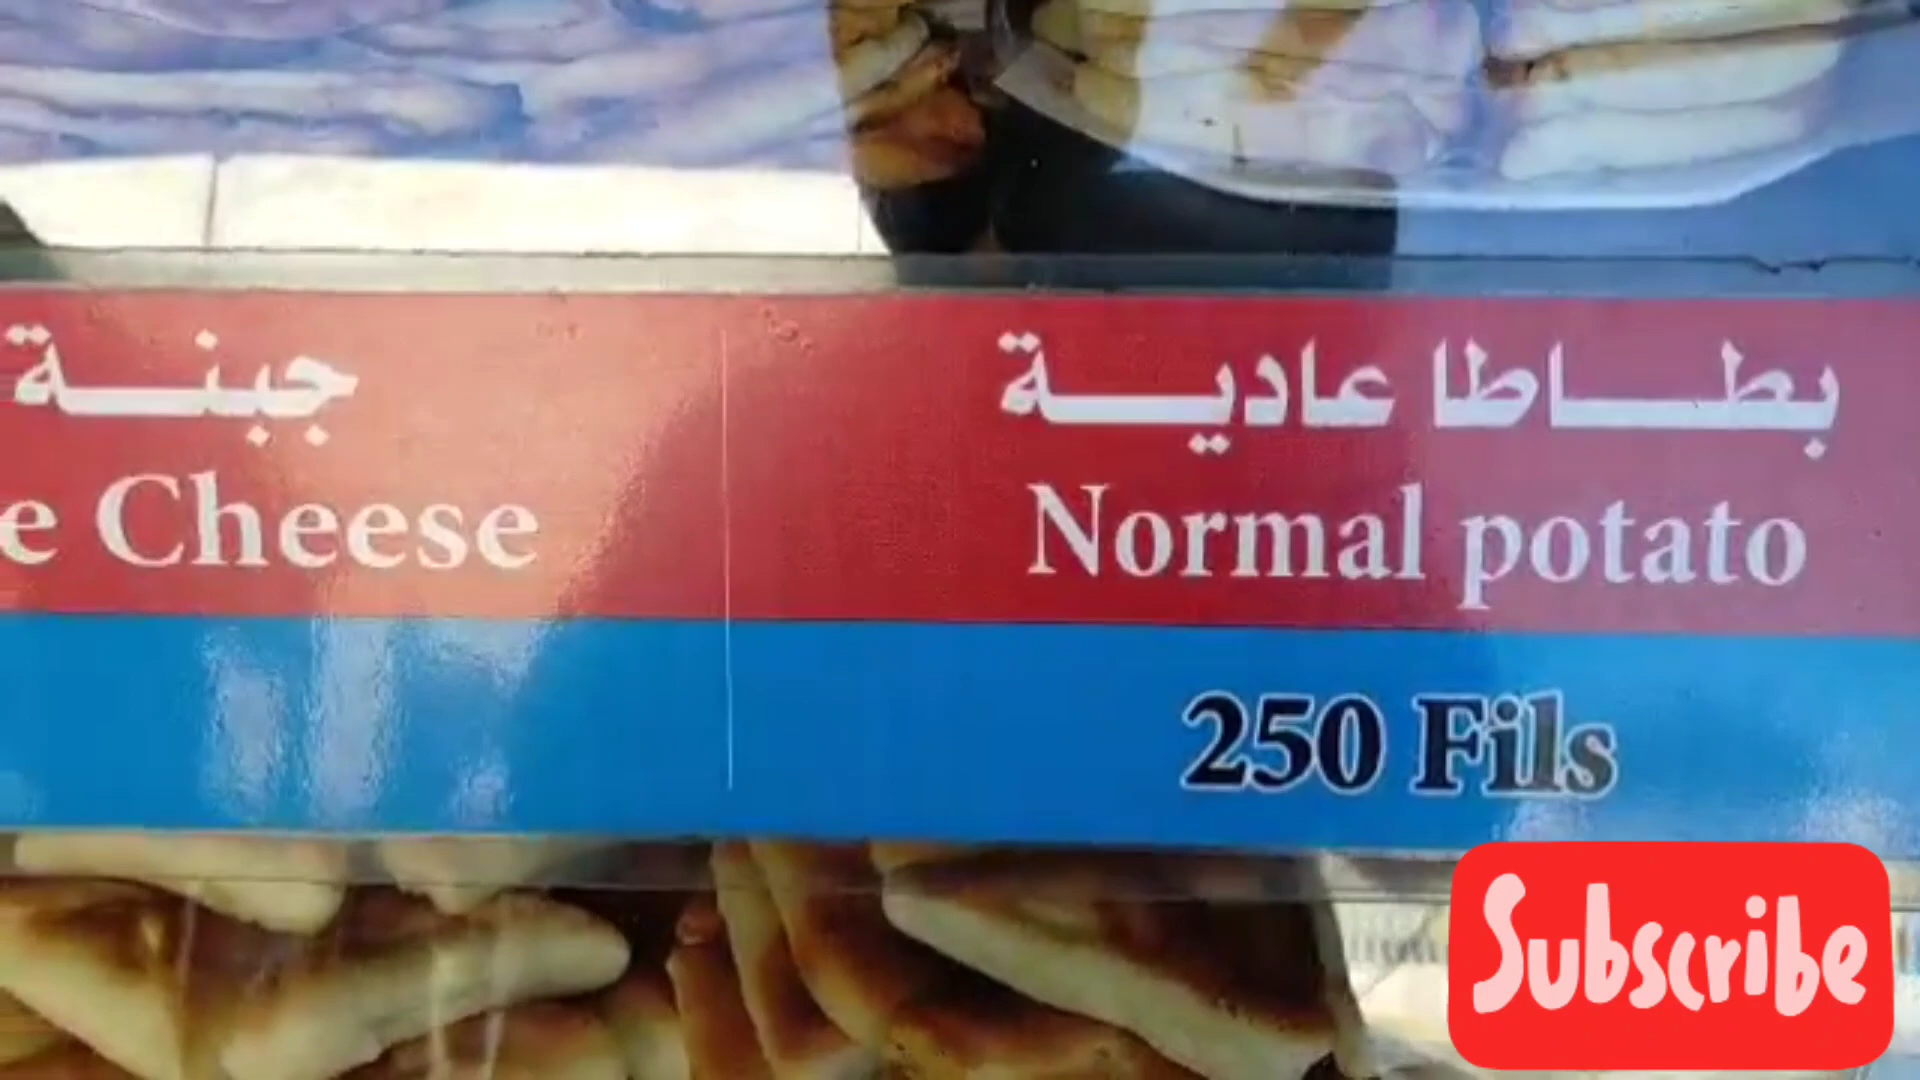 جبنة
Cheese
بطاطا عادية
Normal potato
250 Fils
Subscribe